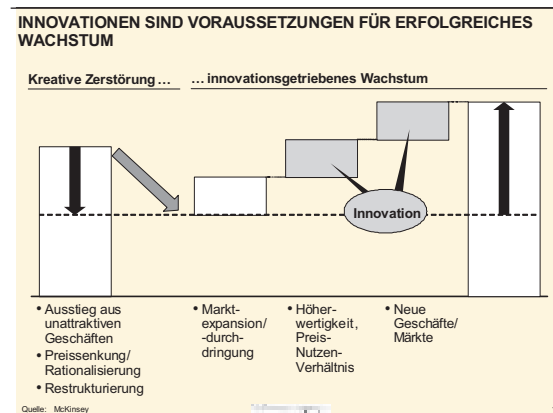 INNOVATIONEN SIND VORAUSSETZUNGEN FÜR ERFOLGREICHES
WACHSTUM
Kreative Zerstörung ...
... innovationsgetriebenes Wachstum
Innovation
• Ausstieg aus
unattraktiven
Geschäften
• Preissenkung/
Rationalisierung
• Restrukturierung
• Markt-
expansion/
-durch-
dringung
• Höher-
wertigkeit,
Preis-
Nutzen-
Verhältnis
• Neue
Geschäfte/
Märkte
Quelle: McKinsey